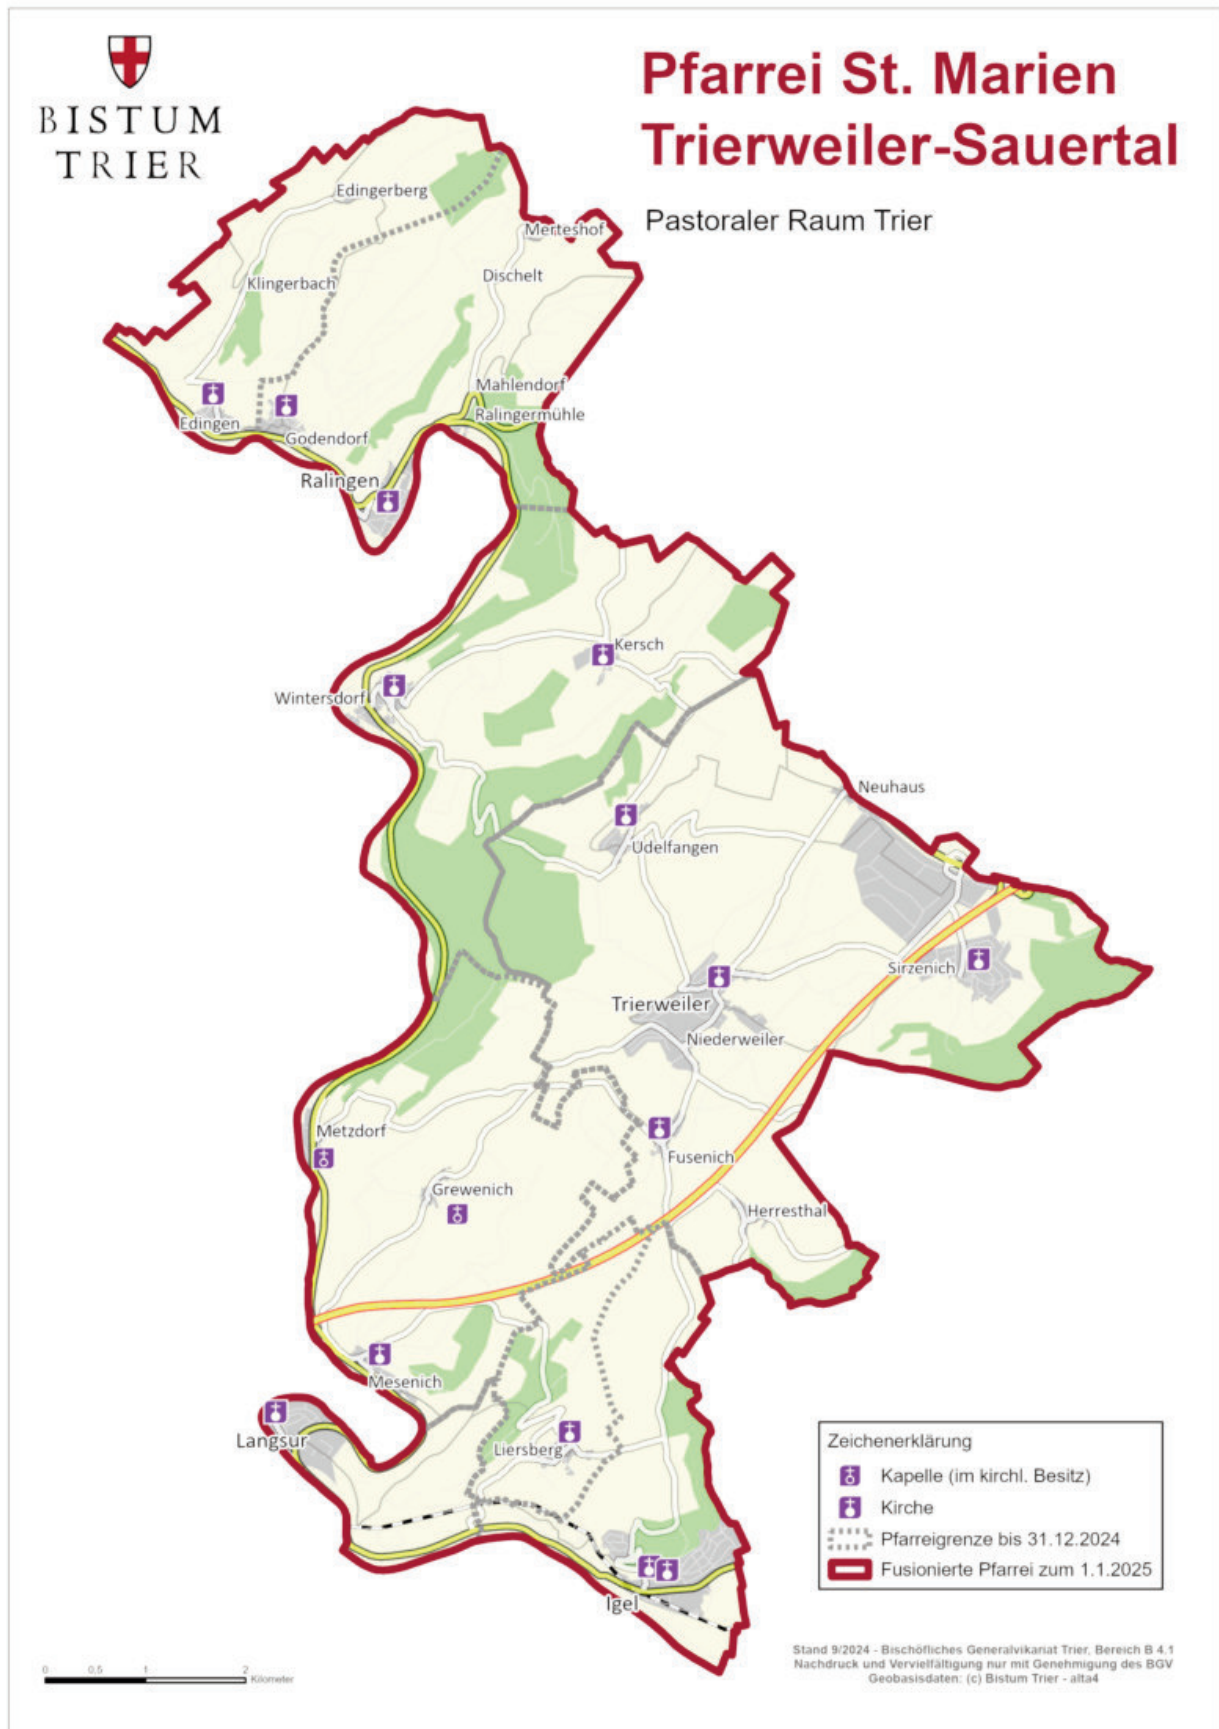 BISTUM
TRIER
Pfarrei St. Marien
Trierweiler-Sauertal
Pastoraler Raum Trier
Edingerberg
Merteshof
Dischelt
Klingerbach
Mahlendorf
Ralingermühle
Edingen
Godendorf
Ralingen
Kersch
Wintersdorf
Neuhaus
Udelfangen
Sirzenich
Trierweiler
Niederweiler
Metzdorf
Fusenich
Grewenich
Herresthal
Mesenich
Langsur
Liersberg
Igel
Zeichenerklärung
Kapelle (im kirchl. Besitz)
Kirche
Pfarreigrenze bis 31.12.2024
Fusionierte Pfarrei zum 1.1.2025
0 0,5 1 2 Kilometer
Stand 9/2024 - Bischöfliches Generalvikariat Trier, Bereich B 4.1
Nachdruck und Vervielfältigung nur mit Genehmigung des BGV
Geobasisdaten: (c) Bistum Trier - alta4